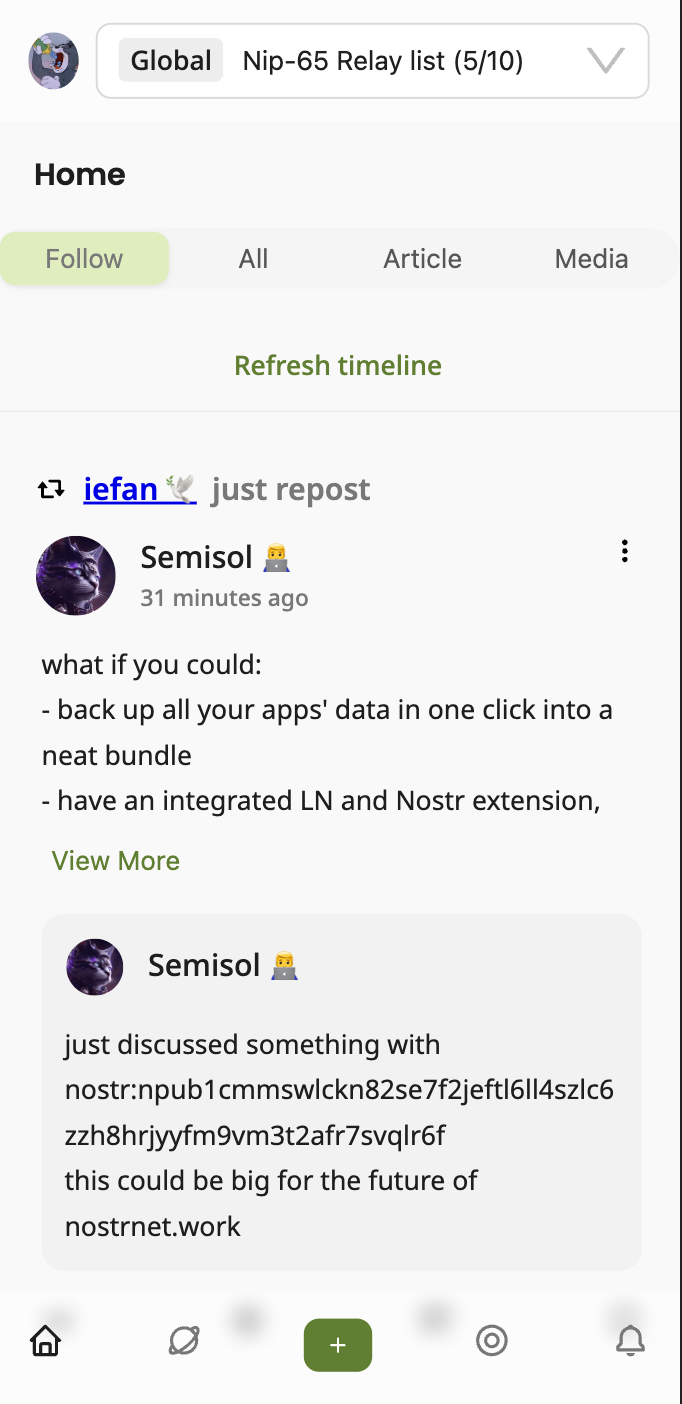 Global Nip-65 Relay list (5/10)
Home
Follow All Article Media
Refresh timeline
iefan 🕊️ just repost
Semisol 👨‍💻
31 minutes ago
what if you could:
- back up all your apps' data in one click into a
neat bundle
- have an integrated LN and Nostr extension,
View More
Semisol 👨‍💻
just discussed something with
nostr:npub1cmmswlckn82se7f2jeftl6ll4szlc6
zzh8hrjyyfm9vm3t2afr7svqlr6f
this could be big for the future of
nostrnet.work